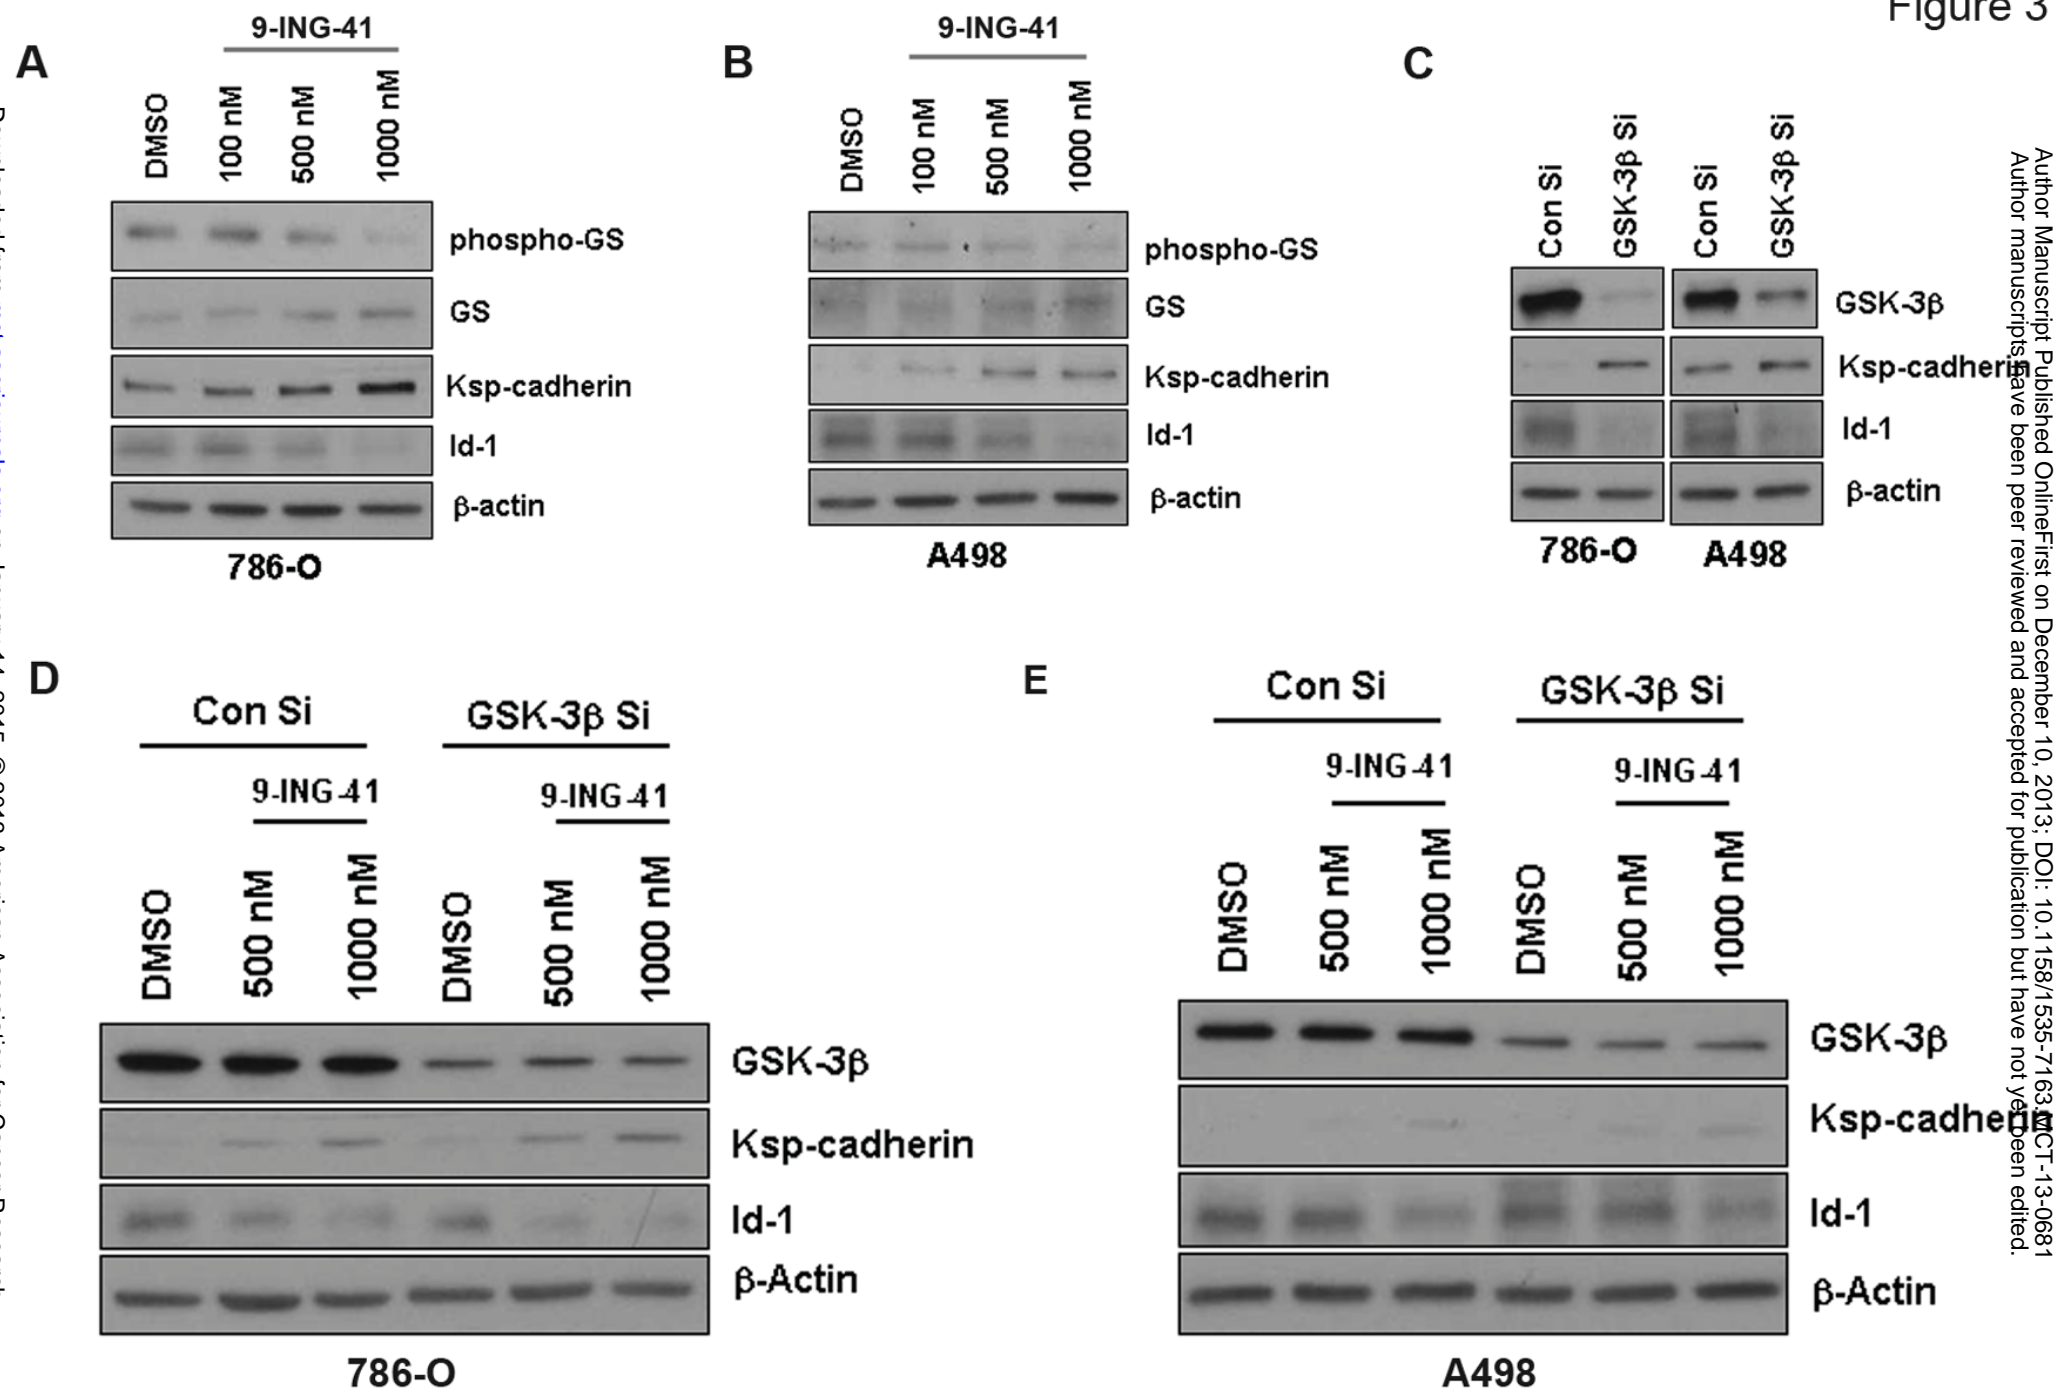 Figure 3
A
9-ING-41
DMSO
100 nM
500 nM
1000 nM
phospho-GS
GS
Ksp-cadherin
Id-1
β-actin
786-O
B
9-ING-41
DMSO
100 nM
500 nM
1000 nM
phospho-GS
GS
Ksp-cadherin
Id-1
β-actin
A498
C
Con Si
GSK-3β Si
Con Si
GSK-3β Si
GSK-3β
Ksp-cadherin
Id-1
β-actin
786-O
A498
D
Con Si
GSK-3β Si
9-ING-41
9-ING-41
DMSO
500 nM
1000 nM
DMSO
500 nM
1000 nM
GSK-3β
Ksp-cadherin
Id-1
β-Actin
786-O
E
Con Si
GSK-3β Si
9-ING-41
9-ING-41
DMSO
500 nM
1000 nM
DMSO
500 nM
1000 nM
GSK-3β
Ksp-cadherin
Id-1
β-Actin
A498
Author Manuscript Published OnlineFirst on December 10, 2013; DOI: 10.1158/1535-7163.MCT-13-0681
Author manuscripts have been peer reviewed and accepted for publication but have not yet been edited.